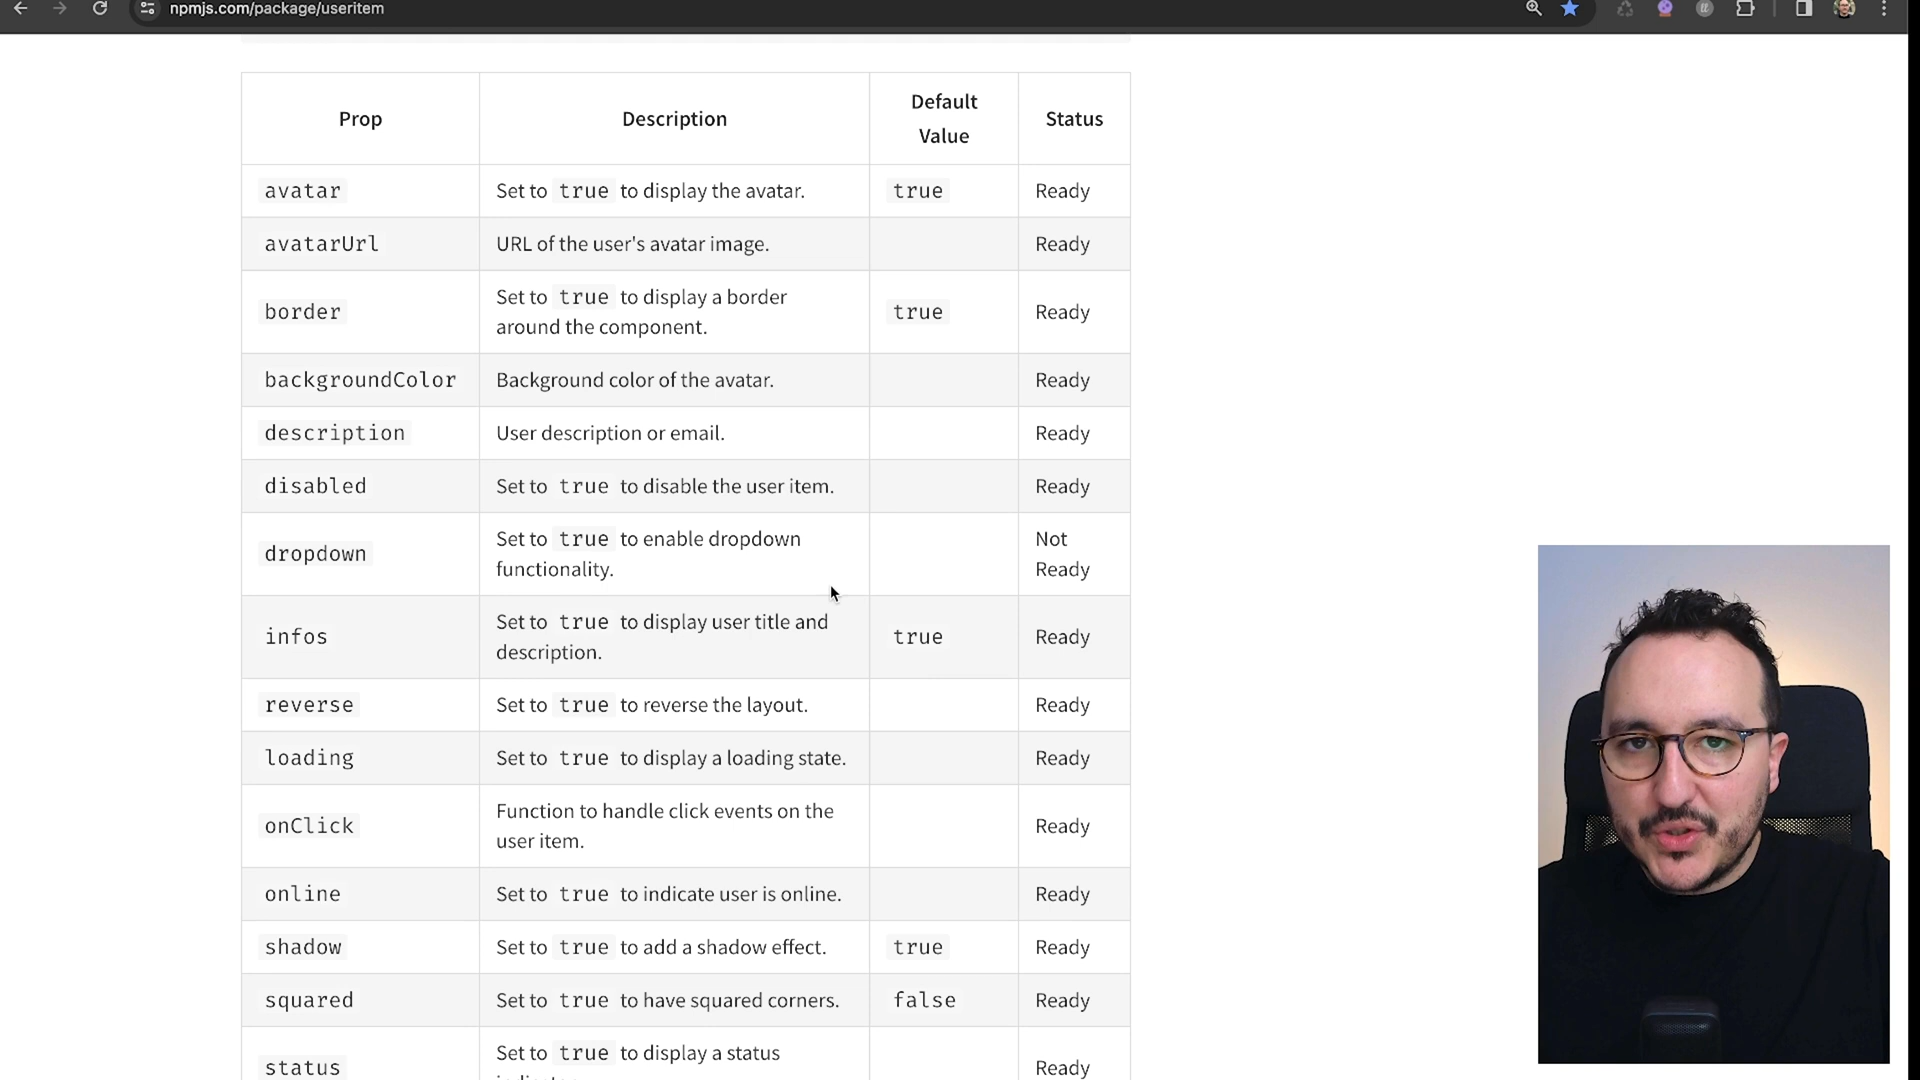 npmjs.com/package/useritem
Prop Description Default Value Status
avatar Set to true to display the avatar. true Ready
avatarUrl URL of the user's avatar image. Ready
border Set to true to display a border around the component. true Ready
backgroundColor Background color of the avatar. Ready
description User description or email. Ready
disabled Set to true to disable the user item. Ready
dropdown Set to true to enable dropdown functionality. Not Ready
infos Set to true to display user title and description. true Ready
reverse Set to true to reverse the layout. Ready
loading Set to true to display a loading state. Ready
onClick Function to handle click events on the user item. Ready
online Set to true to indicate user is online. Ready
shadow Set to true to add a shadow effect. true Ready
squared Set to true to have squared corners. false Ready
status Set to true to display a status Ready